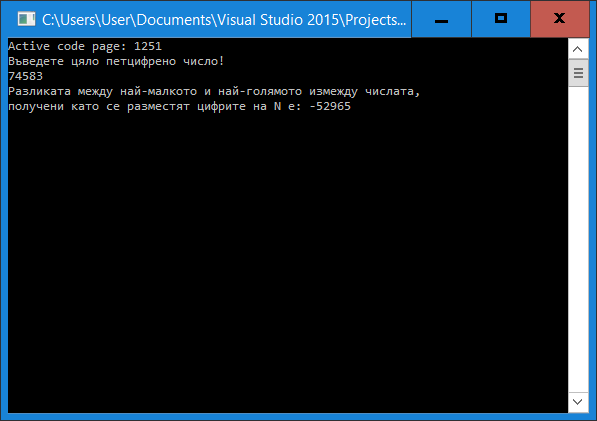 C:\Users\User\Documents\Visual Studio 2015\Projects...
Active code page: 1251
Въведете цяло петцифрено число!
74583
Разликата между най-малкото и най-голямото измежду числата,
получени като се разместят цифрите на N е: -52965